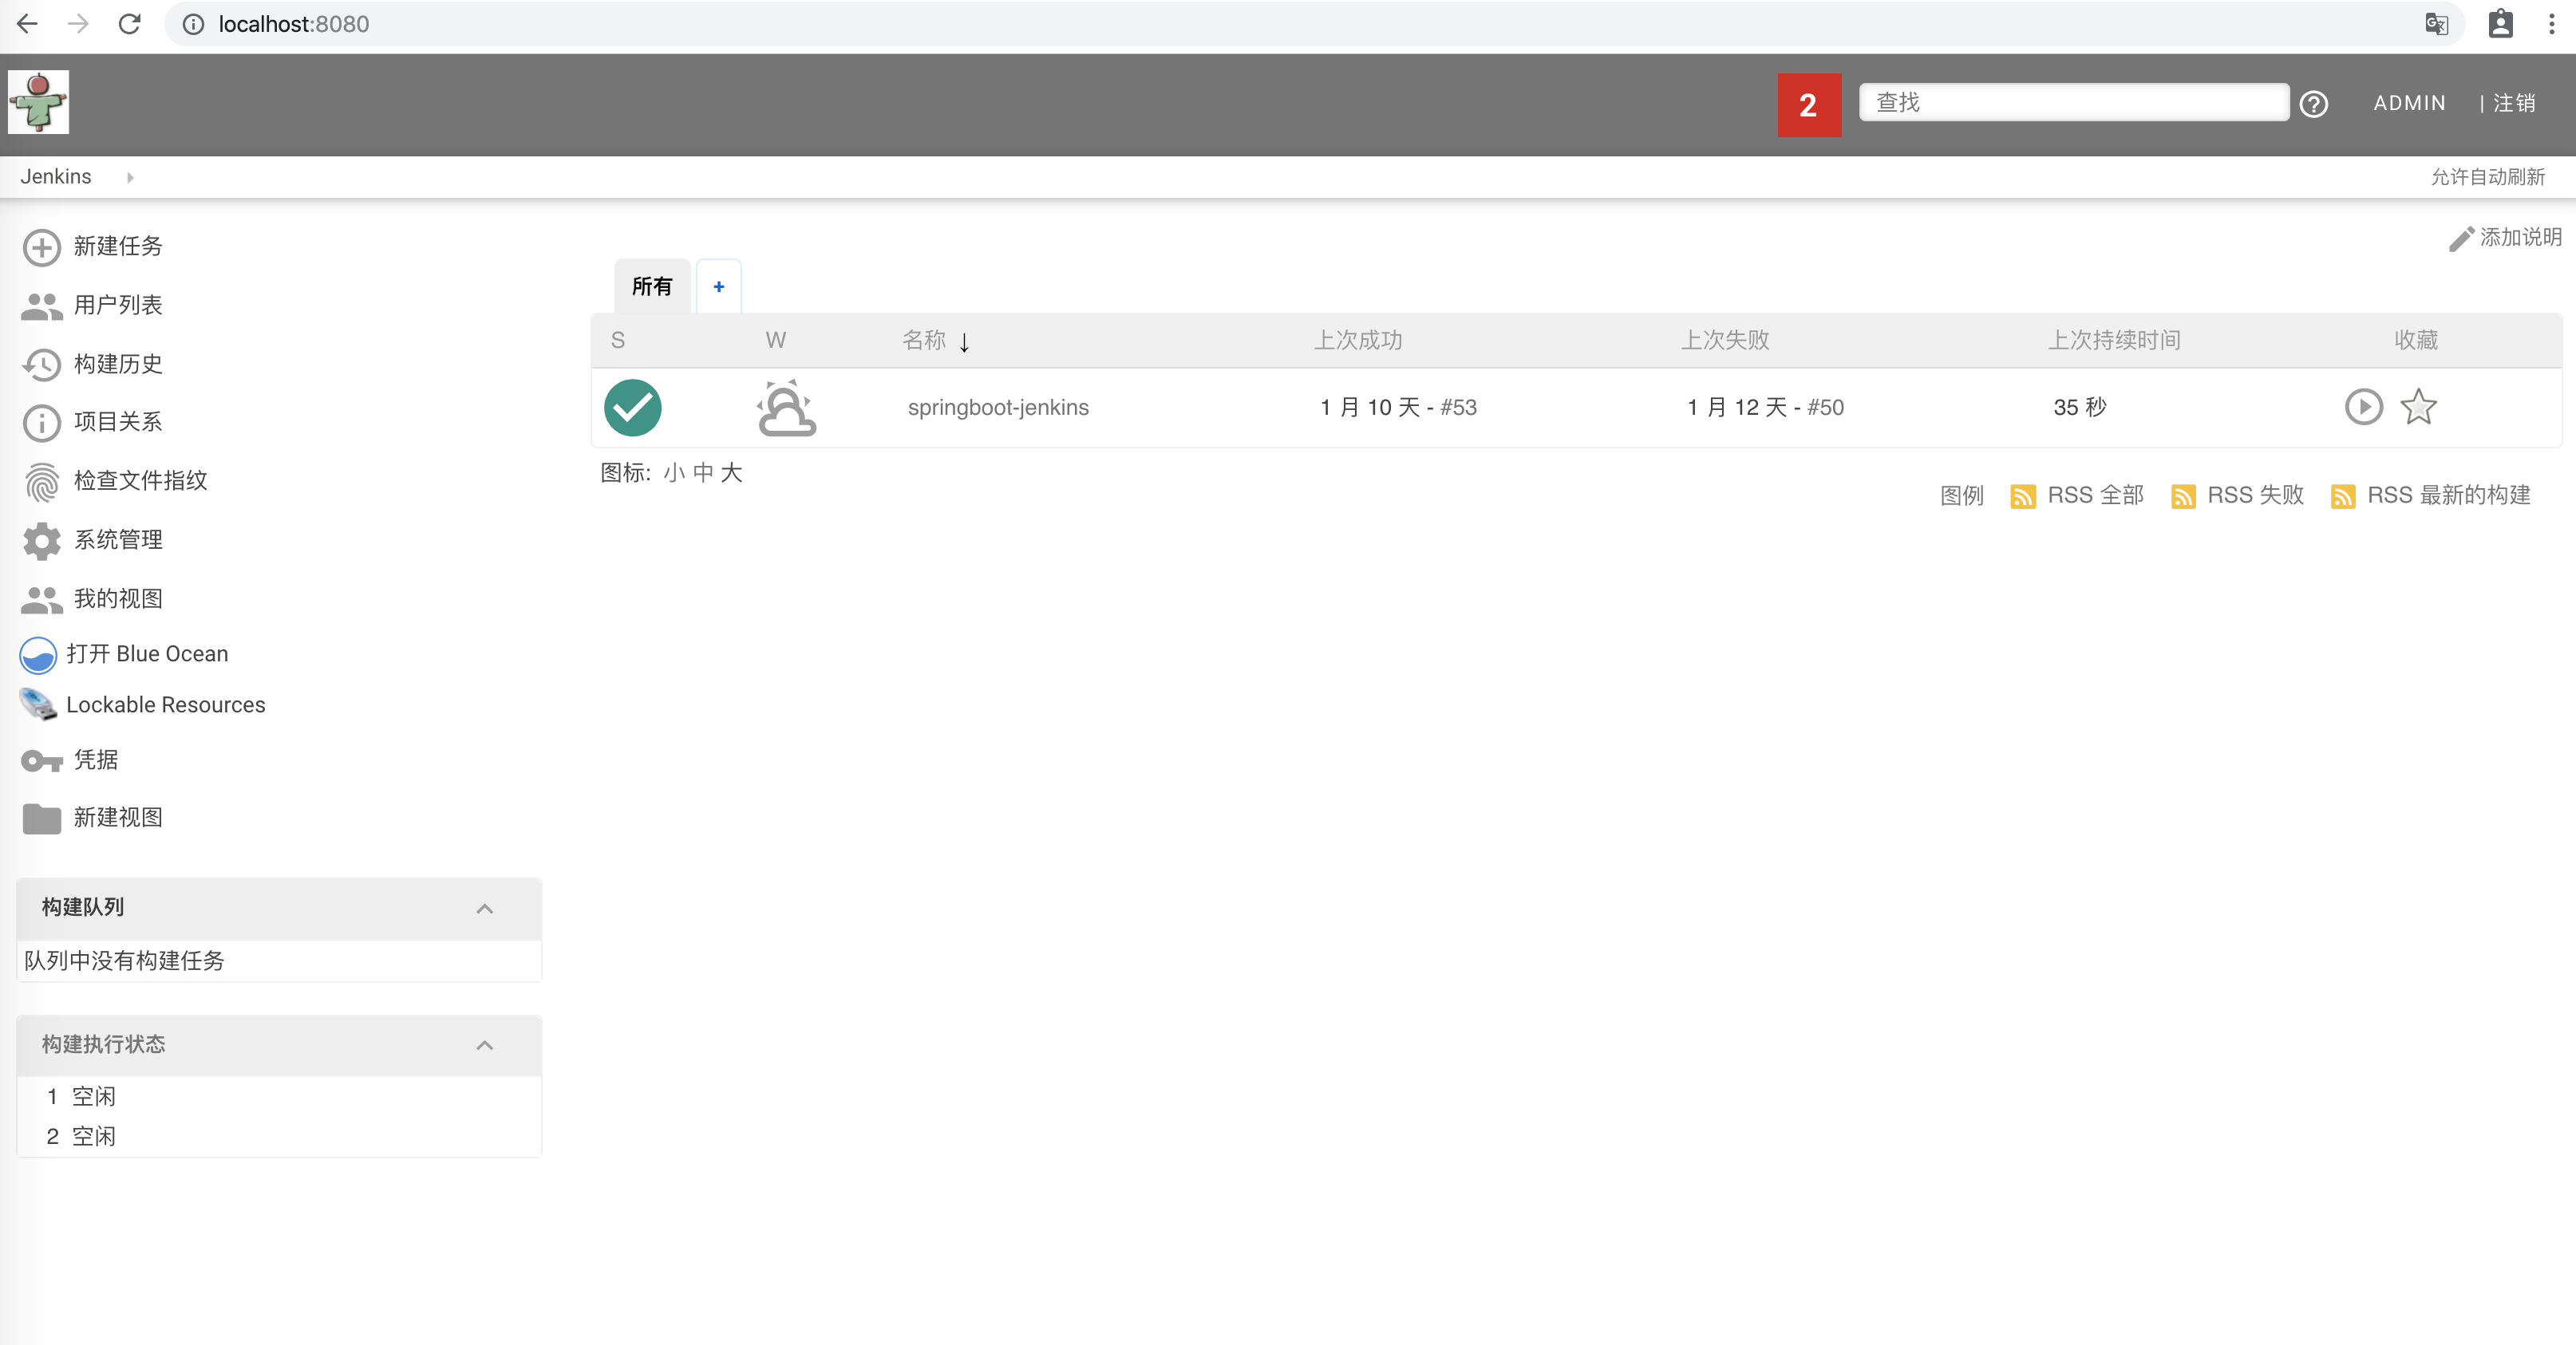 localhost:8080
2 查找 ADMIN | 注销
Jenkins 允许自动刷新
添加说明
新建任务
用户列表
构建历史
项目关系
检查文件指纹
系统管理
我的视图
打开 Blue Ocean
Lockable Resources
凭据
新建视图
构建队列
队列中没有构建任务
构建执行状态
1 空闲
2 空闲
所有 +
S W 名称 ↓ 上次成功 上次失败 上次持续时间 收藏
springboot-jenkins 1 月 10 天 - #53 1 月 12 天 - #50 35 秒
图标: 小 中 大
图例 RSS 全部 RSS 失败 RSS 最新的构建